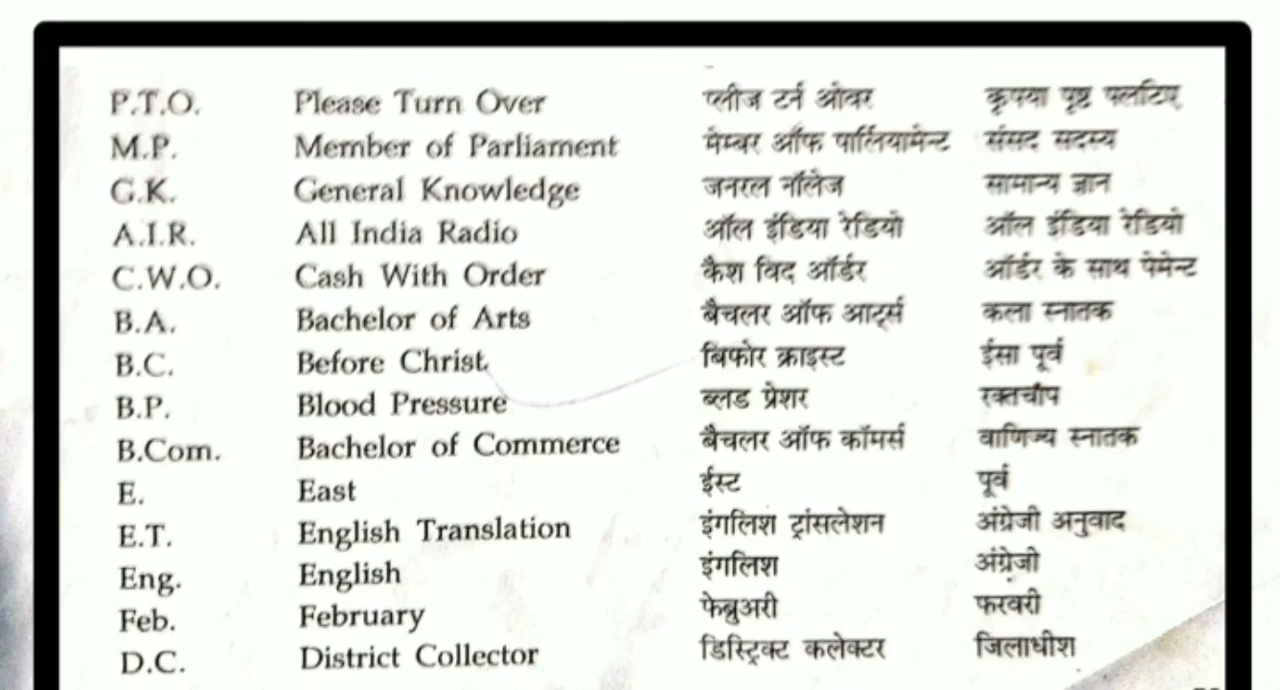 P.T.O. Please Turn Over प्लीज टर्न ओवर कृपया पृष्ठ पलटिए
M.P. Member of Parliament मेम्बर ऑफ पार्लियामेन्ट संसद सदस्य
G.K. General Knowledge जनरल नॉलेज सामान्य ज्ञान
A.I.R. All India Radio ऑल इंडिया रेडियो ऑल इंडिया रेडियो
C.W.O. Cash With Order कैश विद ऑर्डर ऑर्डर के साथ पेमेन्ट
B.A. Bachelor of Arts बैचलर ऑफ आर्ट्स कला स्नातक
B.C. Before Christ बिफोर क्राइस्ट ईसा पूर्व
B.P. Blood Pressure ब्लड प्रेशर रक्तचाप
B.Com. Bachelor of Commerce बैचलर ऑफ कॉमर्स वाणिज्य स्नातक
E. East ईस्ट पूर्व
E.T. English Translation इंगलिश ट्रांसलेशन अंग्रेजी अनुवाद
Eng. English इंगलिश अंग्रेजी
Feb. February फेब्रुअरी फरवरी
D.C. District Collector डिस्ट्रिक्ट कलेक्टर जिलाधीश